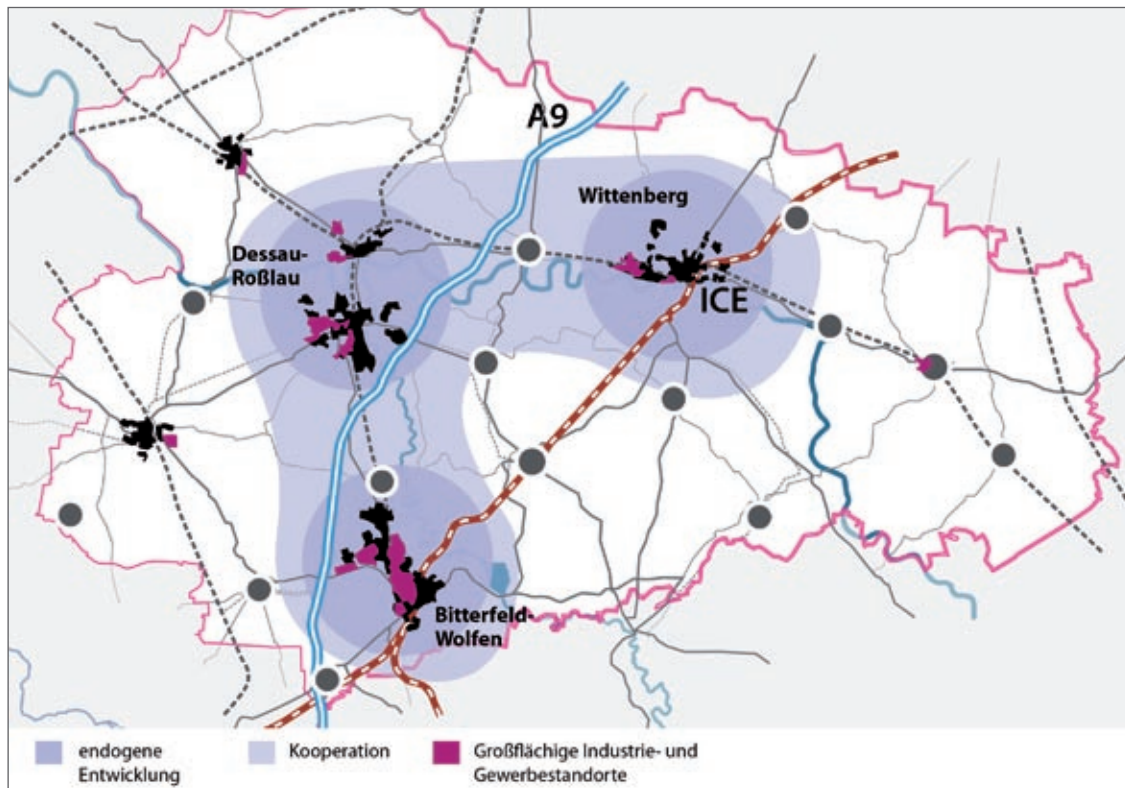 A9
Wittenberg
Dessau-
Roßlau
ICE
Bitterfeld-
Wolfen
endogene
Entwicklung
Kooperation
Großflächige Industrie- und
Gewerbestandorte